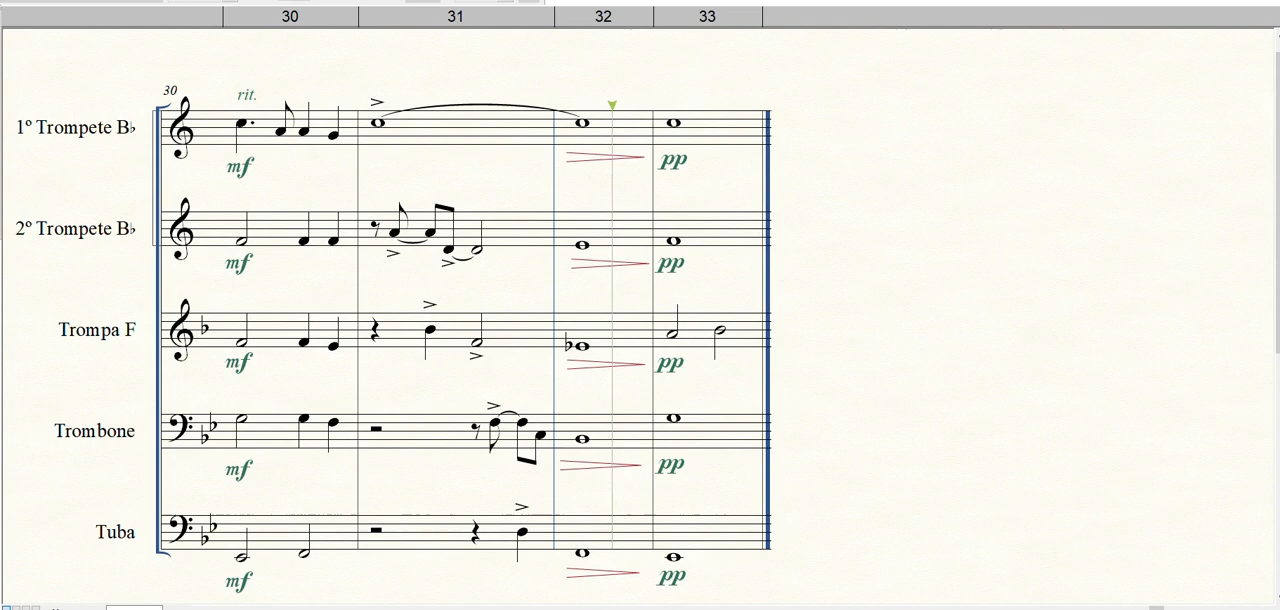 30 31 32 33
30
rit.
1º Trompete B♭
mf
pp
2º Trompete B♭
mf
pp
Trompa F
mf
pp
Trombone
mf
pp
Tuba
mf
pp